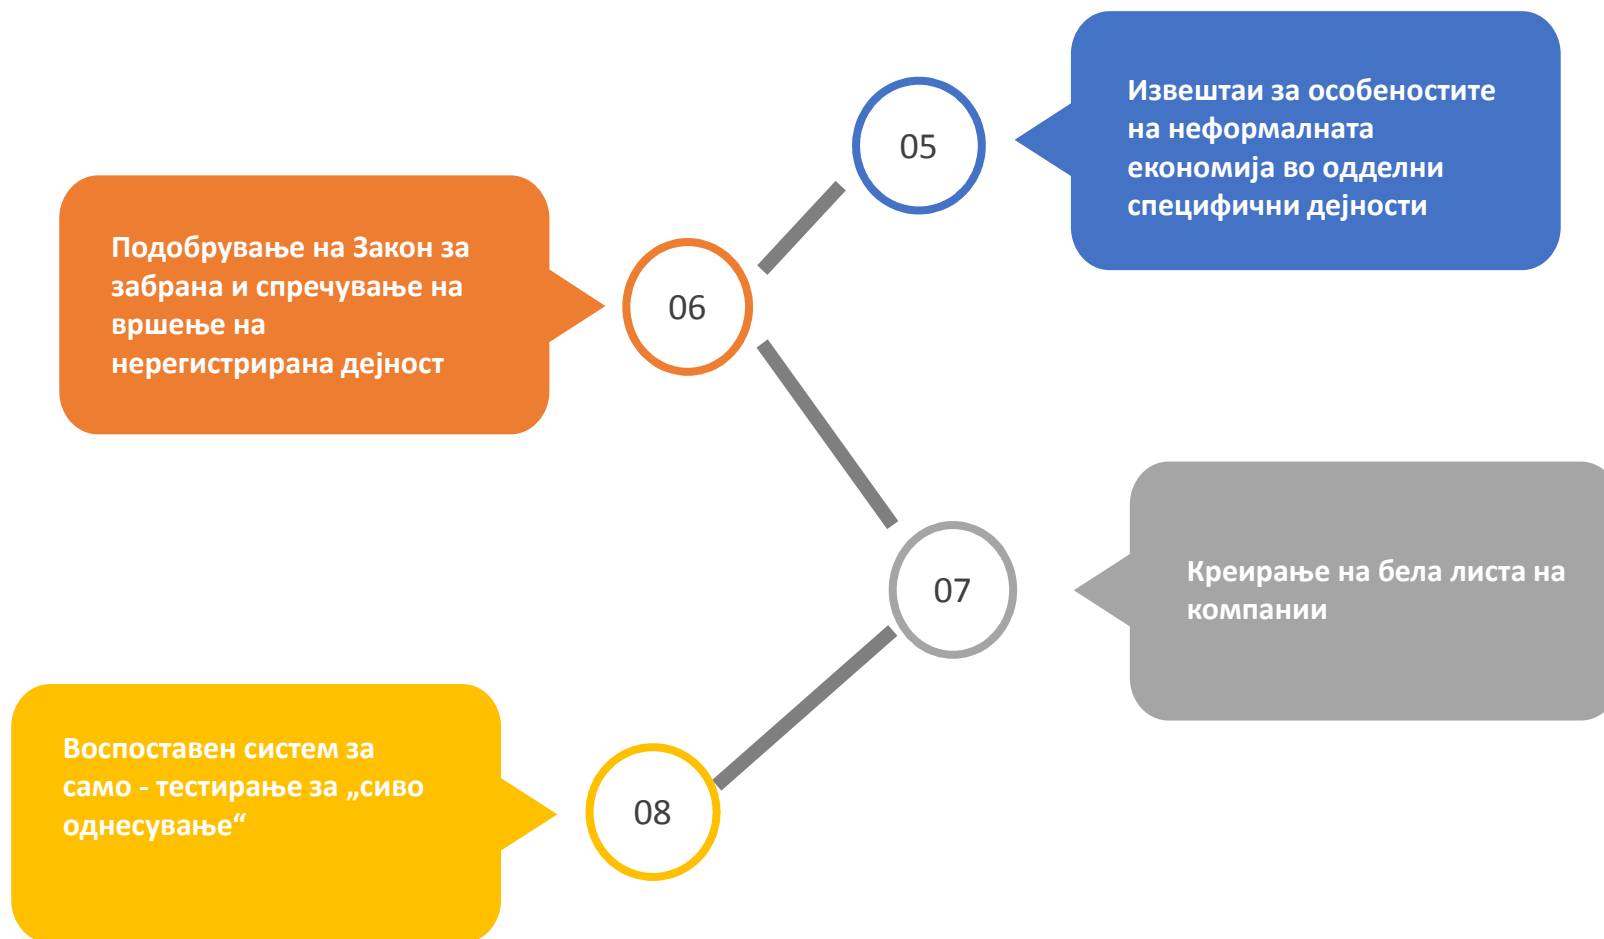 05
Извештаи за особеностите
на неформалната
економија во одделни
специфични дејности
Подобрување на Закон за
забрана и спречување на
вршење на
нерегистрирана дејност
06
07
Креирање на бела листа на
компании
Воспоставен систем за
само - тестирање за „сиво
однесување“
08